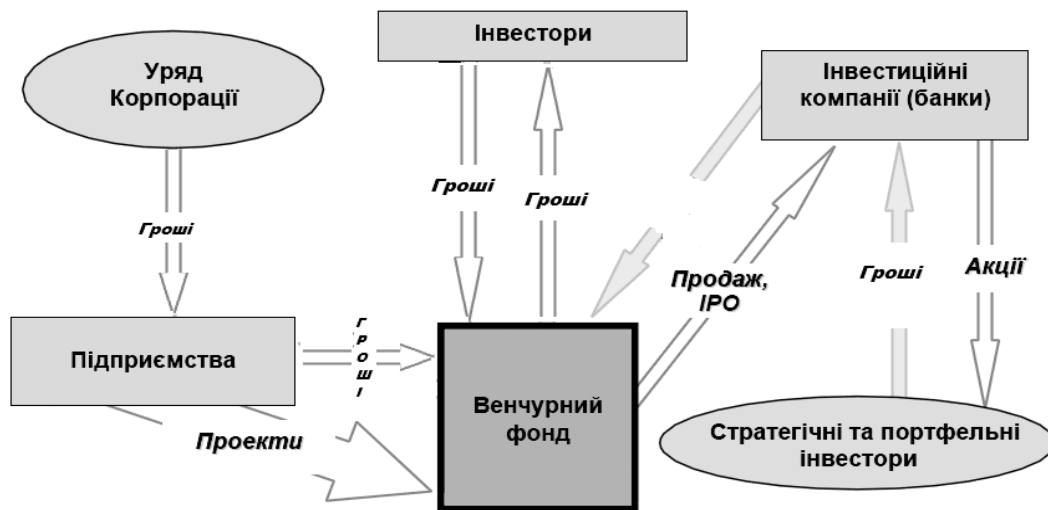 Інвестори
Уряд
Корпорації
Інвестиційні
компанії (банки)
Гроші
Гроші
Гроші
Гроші
Акції
Продаж,
IPO
Підприємства
ГРОШІ
Проекти
Венчурний
фонд
Стратегічні та портфельні
інвестори